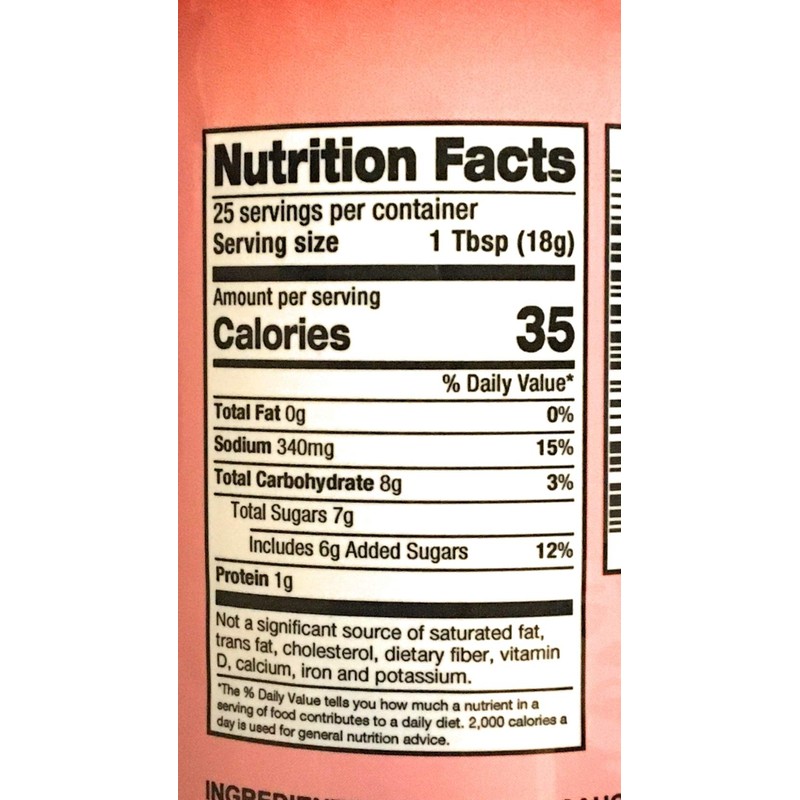 Nutrition Facts
25 servings per container
Serving size 1 Tbsp (18g)
Amount per serving
Calories 35
% Daily Value*
Total Fat 0g 0%
Sodium 340mg 15%
Total Carbohydrate 8g 3%
Total Sugars 7g
Includes 6g Added Sugars 12%
Protein 1g
Not a significant source of saturated fat,
trans fat, cholesterol, dietary fiber, vitamin
D, calcium, iron and potassium.
*The % Daily Value tells you how much a nutrient in a
serving of food contributes to a daily diet. 2,000 calories a
day is used for general nutrition advice.